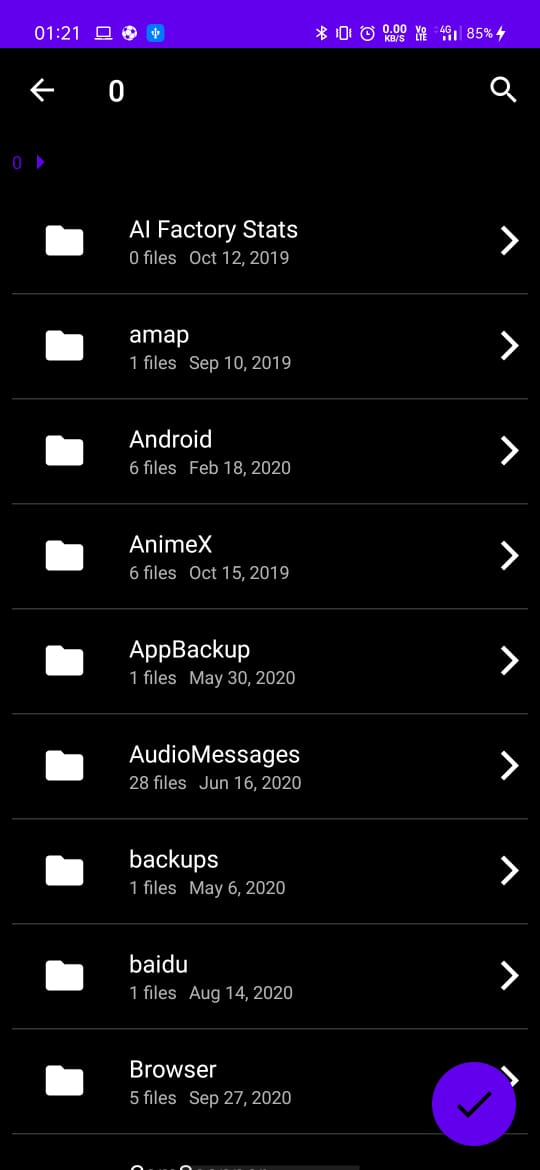 01:21 0.00 KB/S Vo LTE 4G 85%
0
0
AI Factory Stats
0 files Oct 12, 2019
amap
1 files Sep 10, 2019
Android
6 files Feb 18, 2020
AnimeX
6 files Oct 15, 2019
AppBackup
1 files May 30, 2020
AudioMessages
28 files Jun 16, 2020
backups
1 files May 6, 2020
baidu
1 files Aug 14, 2020
Browser
5 files Sep 27, 2020